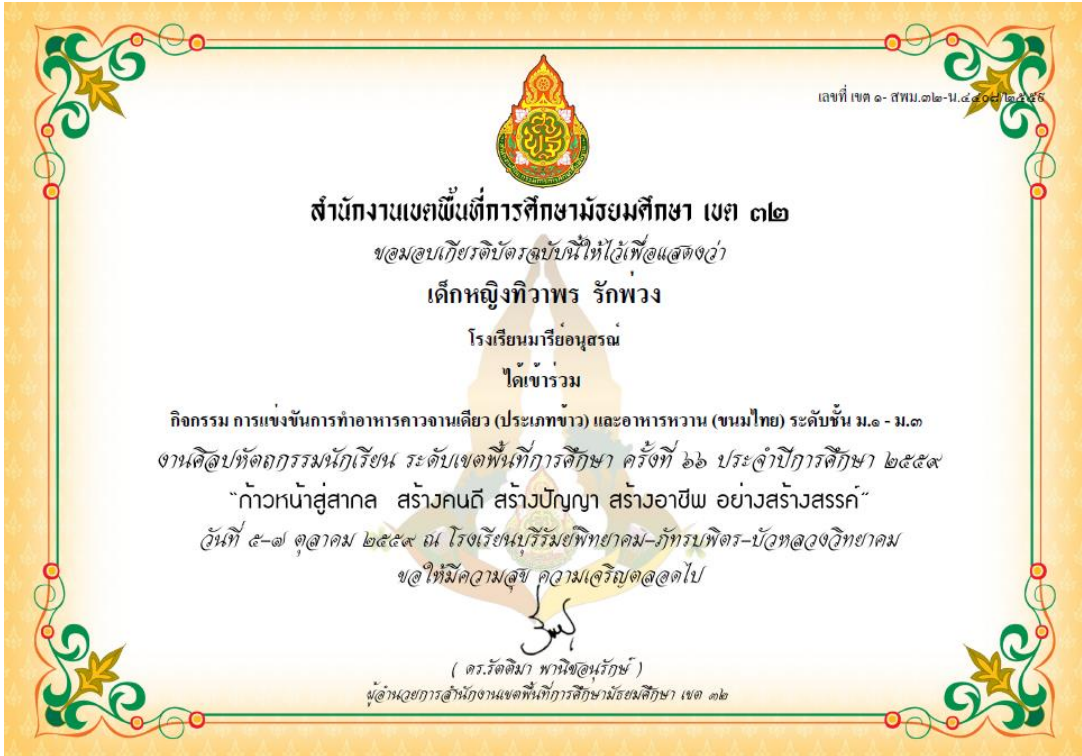 เลขที่ เขต ๑- สพม.๓๒-น.๔๔๐๘/๒๕๕๙
สำนักงานเขตพื้นที่การศึกษามัธยมศึกษา เขต ๓๒
ขอมอบเกียรติบัตรฉบับนี้ให้ไว้เพื่อแสดงว่า
เด็กหญิงทิวาพร รักพ่วง
โรงเรียนมารีย์อนุสรณ์
ได้เข้าร่วม
กิจกรรม การแข่งขันการทำอาหารคาวจานเดียว (ประเภทข้าว) และอาหารหวาน (ขนมไทย) ระดับชั้น ม.๑ - ม.๓
งานศิลปหัตถกรรมนักเรียน ระดับเขตพื้นที่การศึกษา ครั้งที่ ๖๖ ประจำปีการศึกษา ๒๕๕๙
"ก้าวหน้าสู่สากล สร้างคนดี สร้างปัญญา สร้างอาชีพ อย่างสร้างสรรค์"
วันที่ ๕-๗ ตุลาคม ๒๕๕๙ ณ โรงเรียนบุรีรัมย์พิทยาคม-ภัทรบพิตร-บัวหลวงวิทยาคม
ขอให้มีความสุข ความเจริญตลอดไป
( ดร.รัตติมา พานิชอนุรักษ์ )
ผู้อำนวยการสำนักงานเขตพื้นที่การศึกษามัธยมศึกษา เขต ๓๒